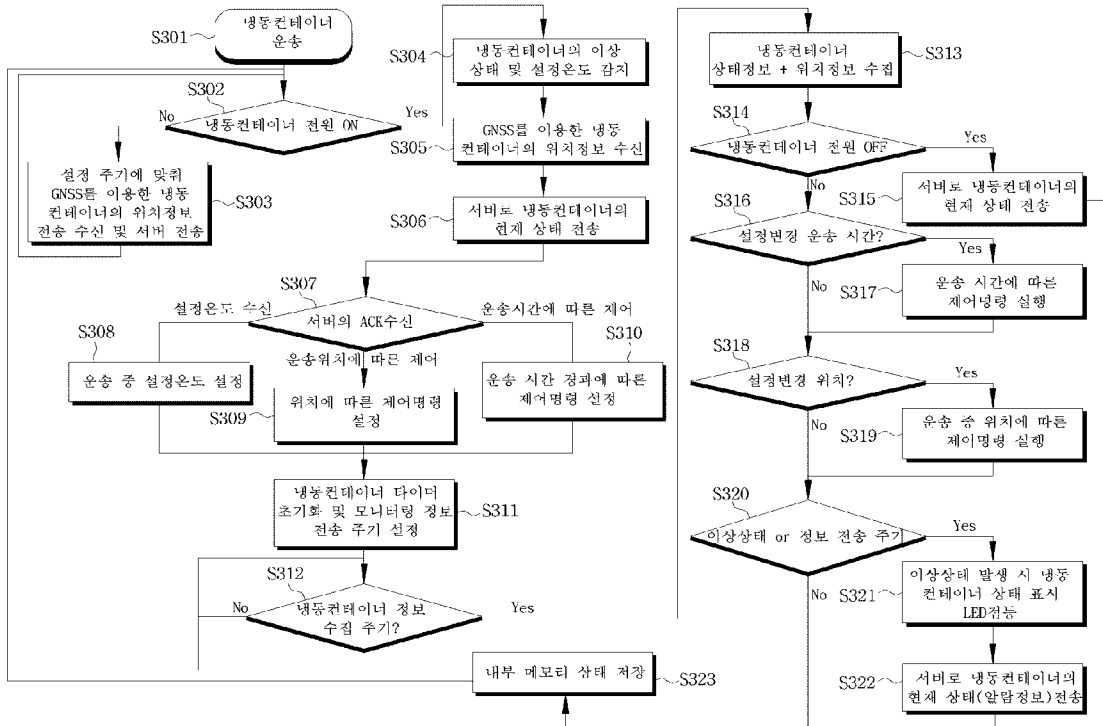 S301
냉동컨테이너
운송
S302
냉동컨테이너 전원 ON
No
Yes
설정 주기에 맞춰
GNSS를 이용한 냉동
컨테이너의 위치정보
전송 수신 및 서버 전송
S303
S304
냉동컨테이너의 이상
상태 및 설정온도 감지
S305
GNSS를 이용한 냉동
컨테이너의 위치정보 수신
S306
서버로 냉동컨테이너의
현재 상태 전송
S307
서버의 ACK수신
설정온도 수신
운송시간에 따른 제어
운송위치에 따른 제어
S308
운송 중 설정온도 설정
S309
위치에 따른 제어명령
설정
S310
운송 시간 경과에 따른
제어명령 설정
냉동컨테이너 타이머
초기화 및 모니터링 정보
전송 주기 설정
S311
S312
냉동컨테이너 정보
수집 주기?
No
Yes
냉동컨테이너
상태정보 + 위치정보 수집
S313
S314
냉동컨테이너 전원 OFF
Yes
No
S315
서버로 냉동컨테이너의
현재 상태 전송
S316
설정변경 운송 시간?
Yes
No
S317
운송 시간에 따른
제어명령 실행
S318
설정변경 위치?
Yes
No
S319
운송 중 위치에 따른
제어명령 실행
S320
이상상태 or 정보 전송 주기
Yes
No
S321
이상상태 발생 시 냉동
컨테이너 상태 표시
LED점등
S322
서버로 냉동컨테이너의
현재 상태(알람정보)전송
내부 메모리 상태 저장
S323